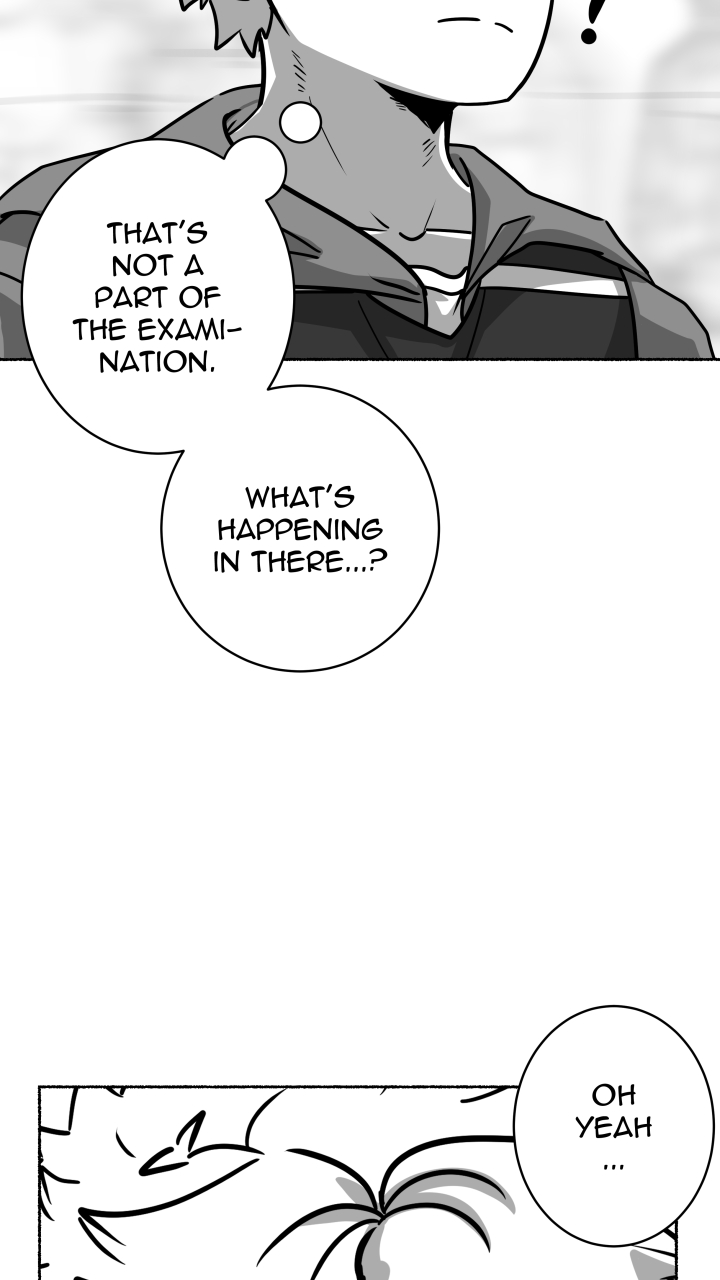 !
THAT'S
NOT A
PART OF
THE EXAMI-
NATION.
WHAT'S
HAPPENING
IN THERE...?
OH
YEAH
...